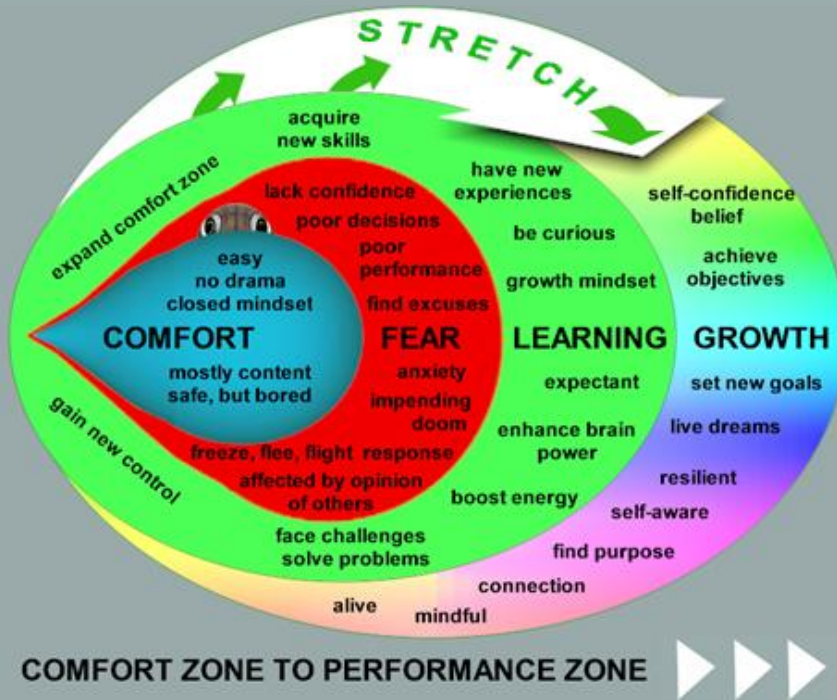 STRETCH
acquire
new skills
expand comfort zone
have new
experiences
lack confidence
self-confidence
belief
poor decisions
be curious
poor
performance
easy
no drama
closed mindset
achieve
objectives
growth mindset
find excuses
COMFORT
FEAR
LEARNING
GROWTH
mostly content
safe, but bored
anxiety
expectant
set new goals
impending
doom
gain new control
enhance brain
power
live dreams
freeze, flee, flight response
resilient
affected by opinion
of others
boost energy
self-aware
face challenges
solve problems
find purpose
connection
alive
mindful
COMFORT ZONE TO PERFORMANCE ZONE